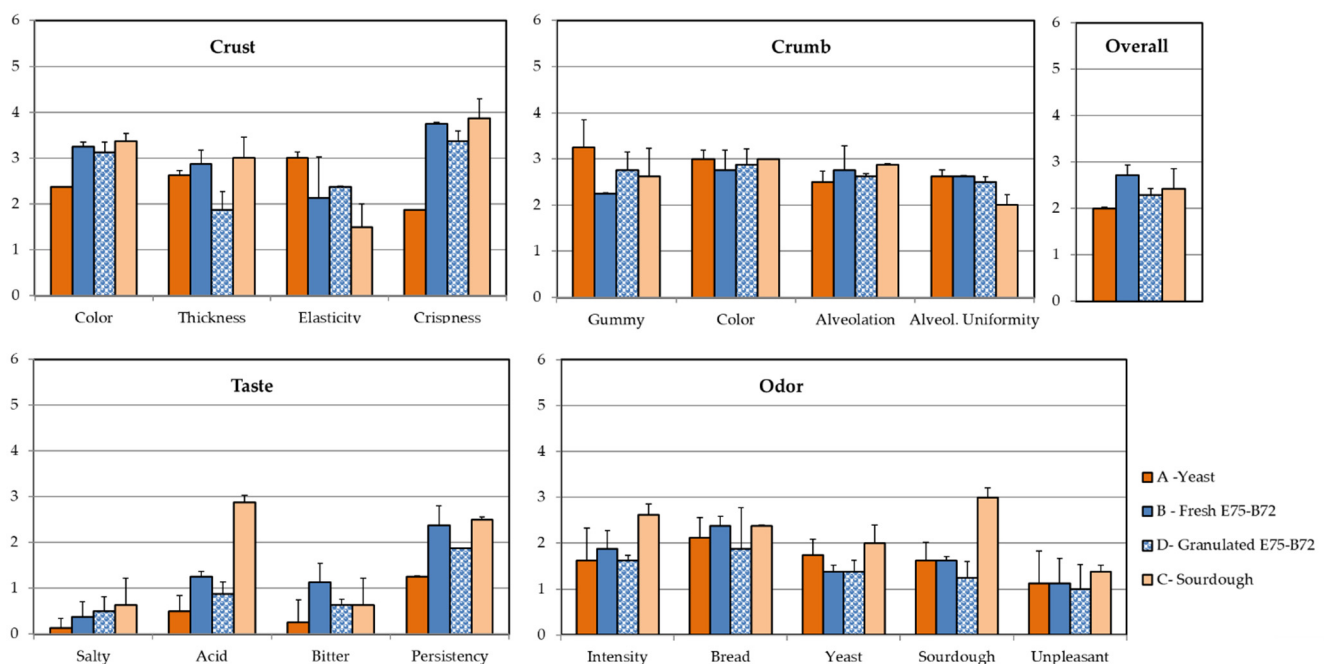 Crust
6
5
4
3
2
1
0
Color Thickness Elasticity Crispness
Crumb
6
5
4
3
2
1
0
Gummy Color Alveolation Alveol. Uniformity
Overall
6
5
4
3
2
1
0
Taste
6
5
4
3
2
1
0
Salty Acid Bitter Persistency
Odor
6
5
4
3
2
1
0
Intensity Bread Yeast Sourdough Unpleasant
A -Yeast
B - Fresh E75-B72
D- Granulated E75-B72
C- Sourdough